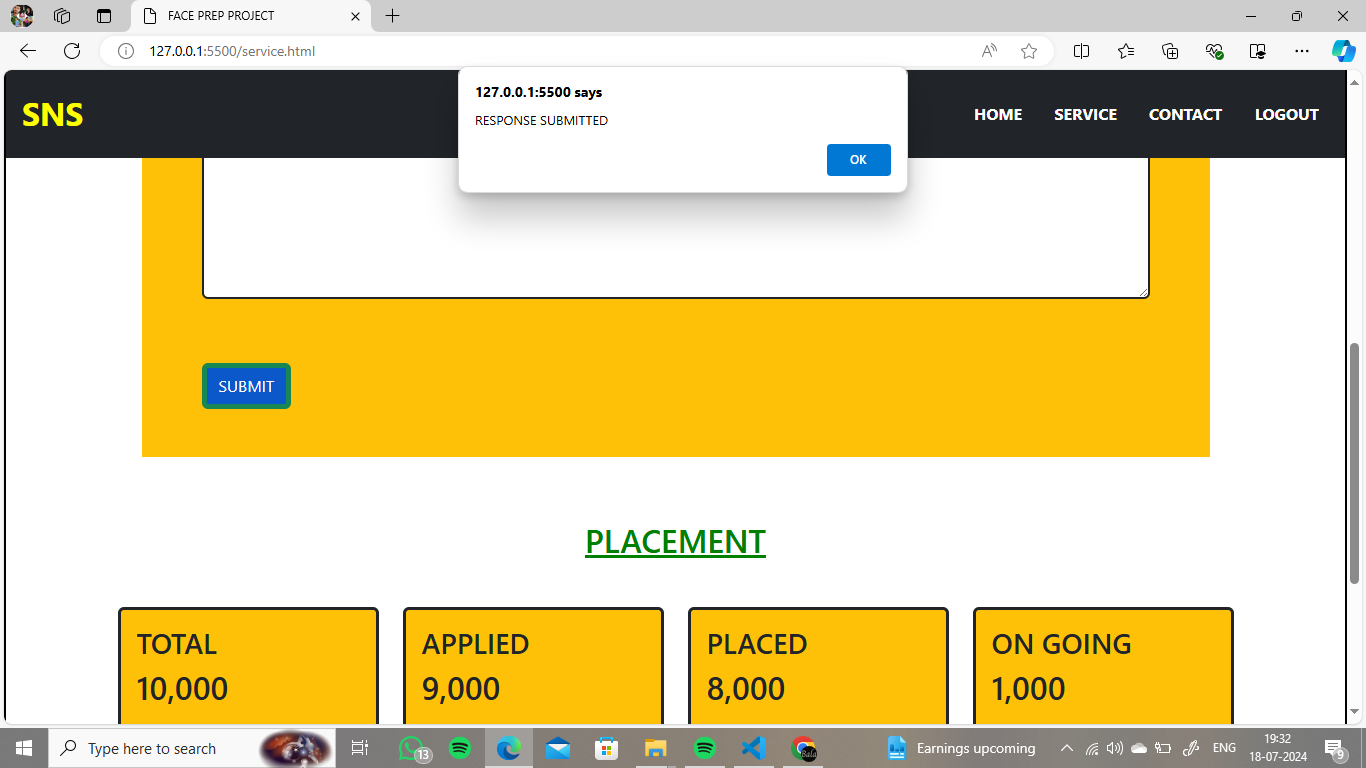 FACE PREP PROJECT
127.0.0.1:5500/service.html
127.0.0.1:5500 says
RESPONSE SUBMITTED
OK
SNS
HOME SERVICE CONTACT LOGOUT
SUBMIT
PLACEMENT
TOTAL
10,000
APPLIED
9,000
PLACED
8,000
ON GOING
1,000
Type here to search
13
Earnings upcoming
ENG
19:32
18-07-2024
9